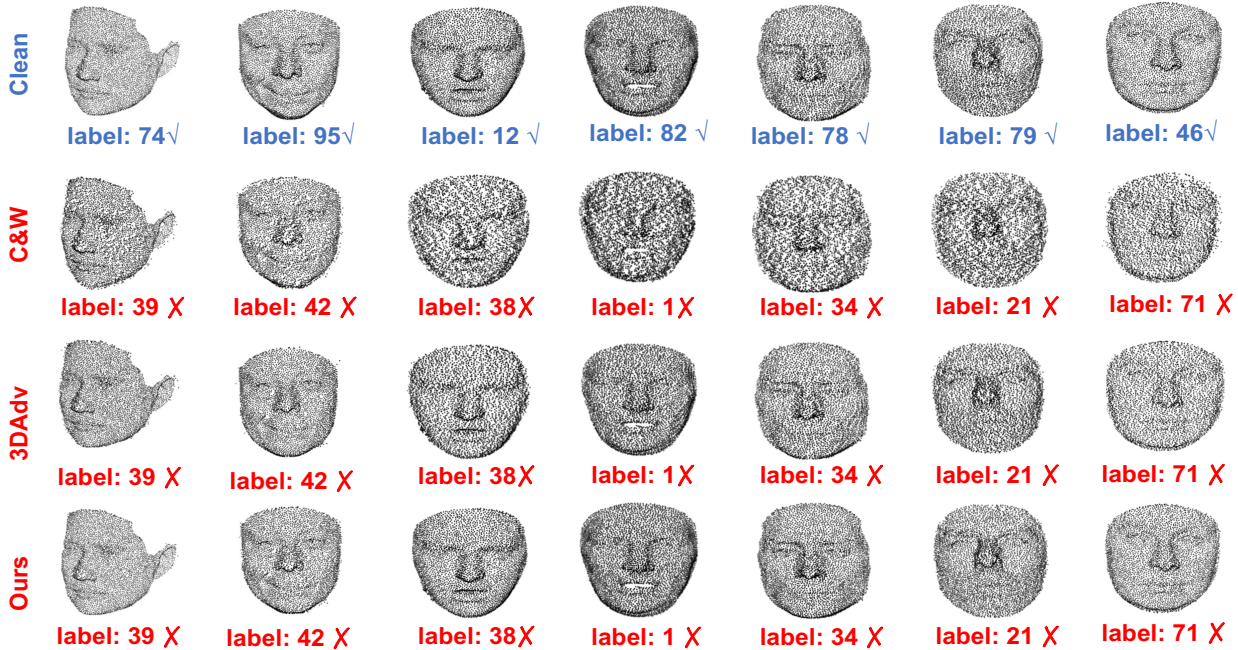 Clean
label: 74√ label: 95√ label: 12 √ label: 82 √ label: 78 √ label: 79 √ label: 46√
C&W
label: 39 ✗ label: 42 ✗ label: 38✗ label: 1✗ label: 34 ✗ label: 21 ✗ label: 71 ✗
3DAdv
label: 39 ✗ label: 42 ✗ label: 38✗ label: 1✗ label: 34 ✗ label: 21 ✗ label: 71 ✗
Ours
label: 39 ✗ label: 42 ✗ label: 38✗ label: 1 ✗ label: 34 ✗ label: 21 ✗ label: 71 ✗